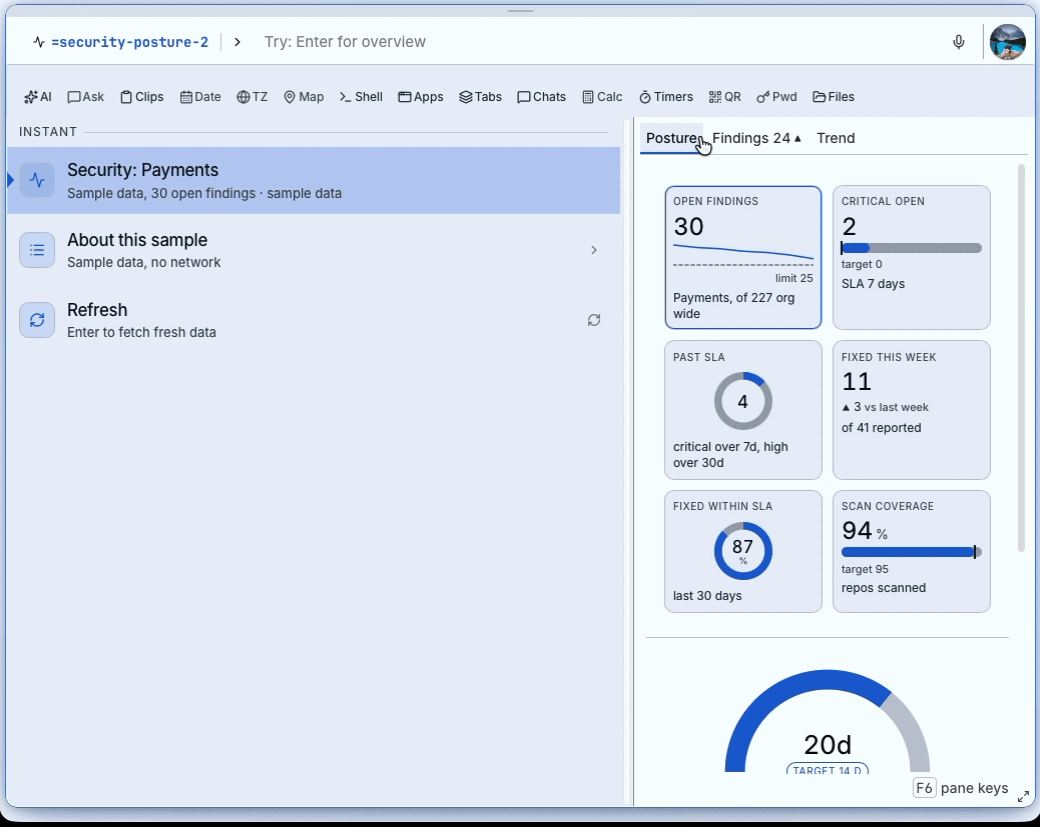 =security-posture-2
Try: Enter for overview
AI
Ask
Clips
Date
TZ
Map
Shell
Apps
Tabs
Chats
Calc
Timers
QR
Pwd
Files
INSTANT
Security: Payments
Sample data, 30 open findings · sample data
About this sample
Sample data, no network
Refresh
Enter to fetch fresh data
Posture
Findings 24 ▲
Trend
OPEN FINDINGS
30
limit 25
Payments, of 227 org
wide
CRITICAL OPEN
2
target 0
SLA 7 days
PAST SLA
4
critical over 7d, high
over 30d
FIXED THIS WEEK
11
▲ 3 vs last week
of 41 reported
FIXED WITHIN SLA
87
%
last 30 days
SCAN COVERAGE
94 %
target 95
repos scanned
20d
TARGET 14 D
F6 pane keys